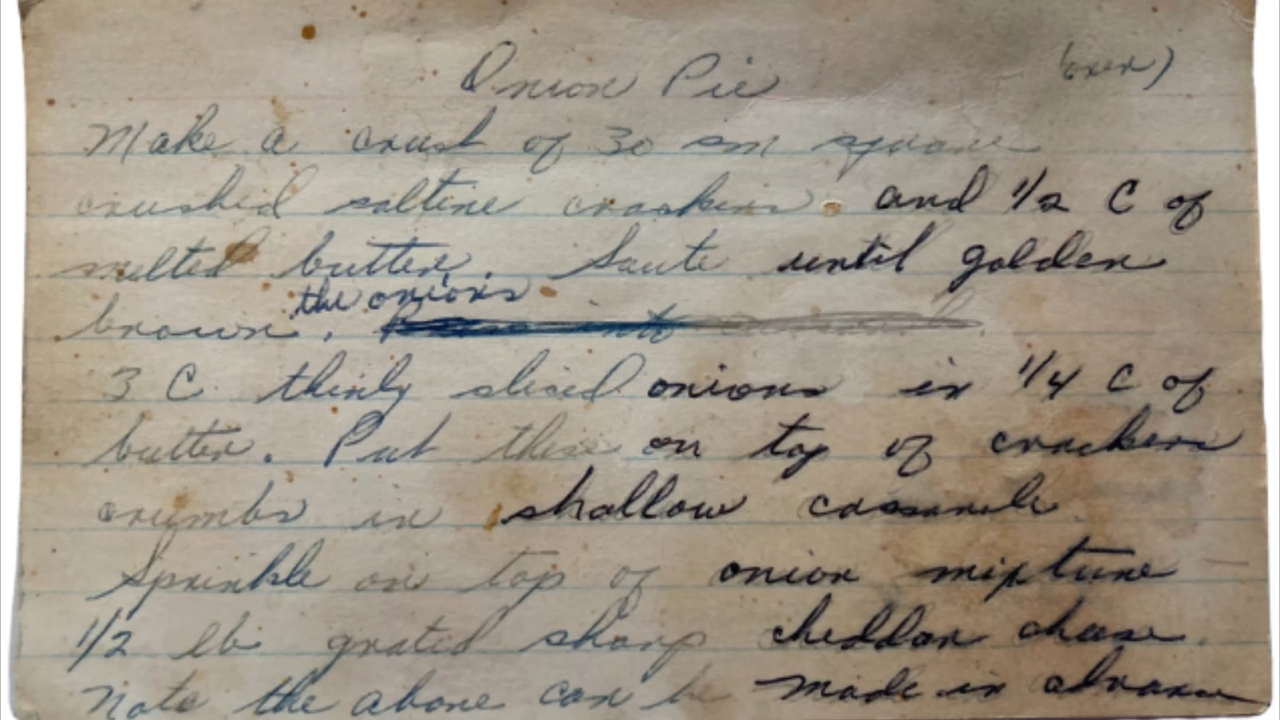 Onion Pie (over)
Make a crust of 30 sm square
crushed saltine crackers and 1/2 C of
melted butter. Saute until golden
the onions
brown.
3 C thinly sliced onions in 1/4 C of
butter. Put these on top of crackers
crumbs in shallow casserole
Sprinkle on top of onion mixture
1/2 lb grated sharp cheddar cheese.
Note the above can be made in advance